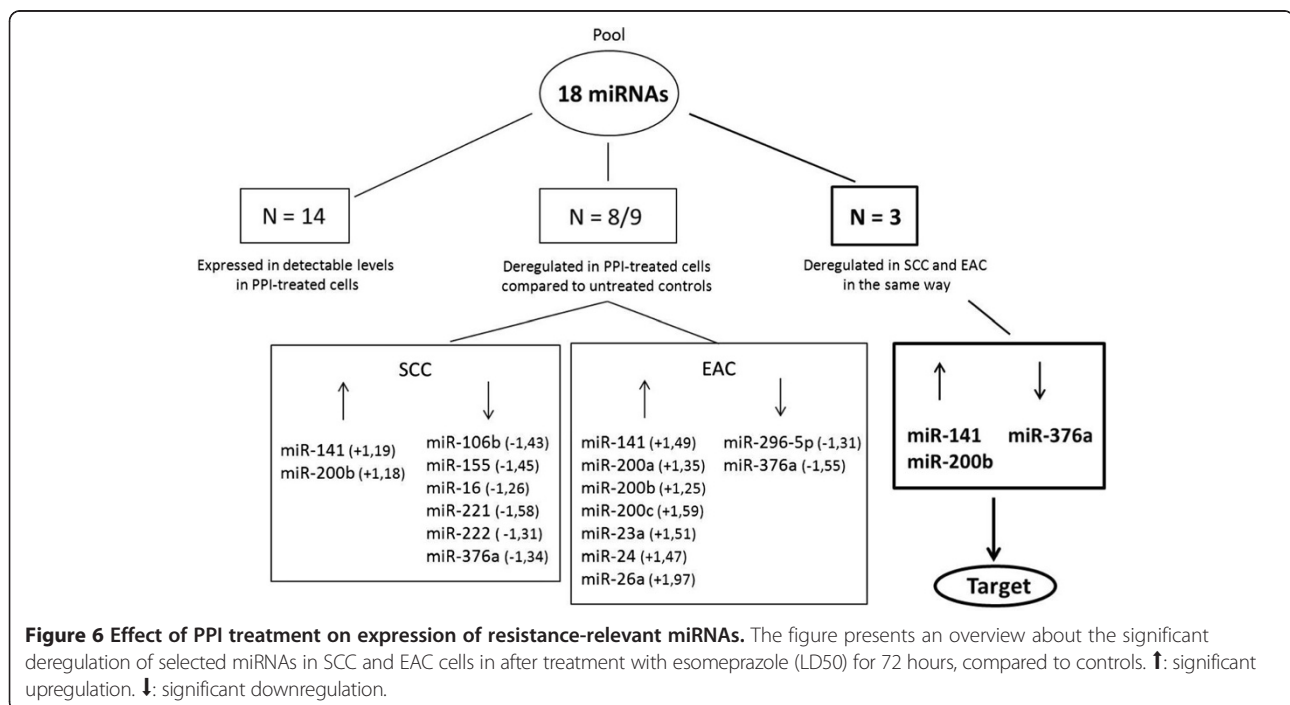 Pool
18 miRNAs
N = 14
N = 8/9
N = 3
Expressed in detectable levels
in PPI-treated cells
Deregulated in PPI-treated cells
compared to untreated controls
Deregulated in SCC and EAC
in the same way
SCC
↑ ↓
miR-141 (+1,19)
miR-200b (+1,18)
miR-106b (-1,43)
miR-155 (-1,45)
miR-16 (-1,26)
miR-221 (-1,58)
miR-222 ( -1,31)
miR-376a (-1,34)
EAC
↑ ↓
miR-141 (+1,49)
miR-200a (+1,35)
miR-200b (+1,25)
miR-200c (+1,59)
miR-23a (+1,51)
miR-24 (+1,47)
miR-26a (+1,97)
miR-296-5p (-1,31)
miR-376a (-1,55)
↑ ↓
miR-141
miR-200b
miR-376a
Target
Figure 6 Effect of PPI treatment on expression of resistance-relevant miRNAs. The figure presents an overview about the significant
deregulation of selected miRNAs in SCC and EAC cells in after treatment with esomeprazole (LD50) for 72 hours, compared to controls. ⬆: significant
upregulation. ⬇: significant downregulation.